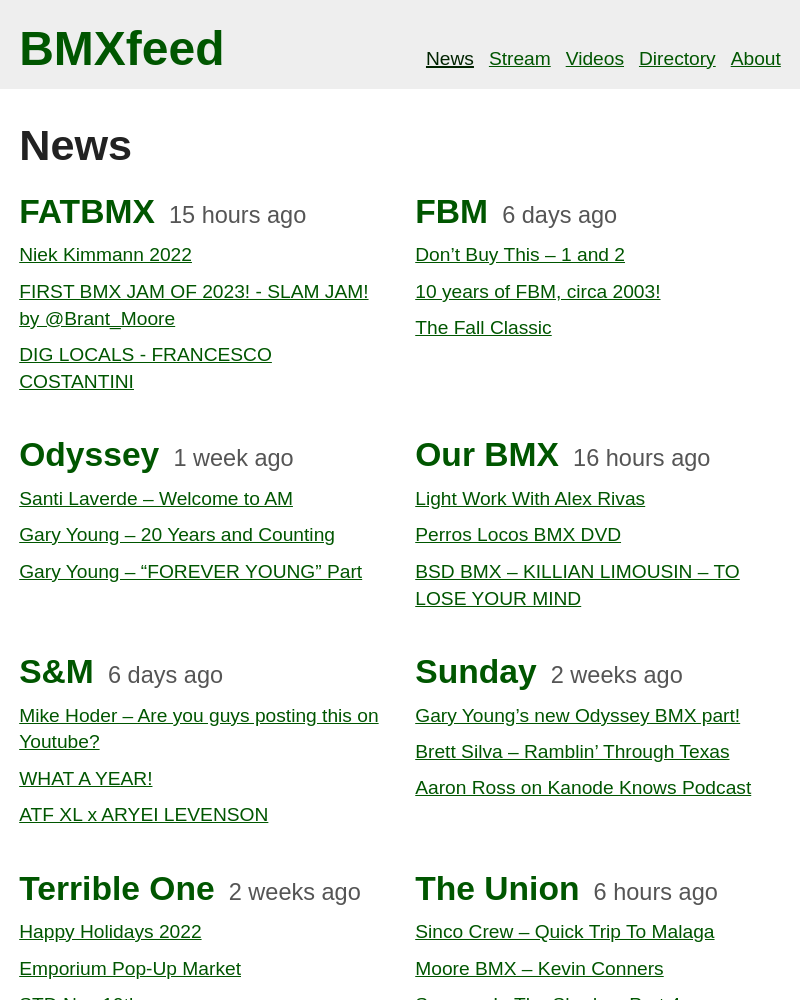 BMXfeed
News Stream Videos Directory About
News
FATBMX 15 hours ago
Niek Kimmann 2022
FIRST BMX JAM OF 2023! - SLAM JAM!
by @Brant_Moore
DIG LOCALS - FRANCESCO
COSTANTINI
FBM 6 days ago
Don’t Buy This – 1 and 2
10 years of FBM, circa 2003!
The Fall Classic
Odyssey 1 week ago
Santi Laverde – Welcome to AM
Gary Young – 20 Years and Counting
Gary Young – “FOREVER YOUNG” Part
Our BMX 16 hours ago
Light Work With Alex Rivas
Perros Locos BMX DVD
BSD BMX – KILLIAN LIMOUSIN – TO
LOSE YOUR MIND
S&M 6 days ago
Mike Hoder – Are you guys posting this on
Youtube?
WHAT A YEAR!
ATF XL x ARYEI LEVENSON
Sunday 2 weeks ago
Gary Young’s new Odyssey BMX part!
Brett Silva – Ramblin’ Through Texas
Aaron Ross on Kanode Knows Podcast
Terrible One 2 weeks ago
Happy Holidays 2022
Emporium Pop-Up Market
The Union 6 hours ago
Sinco Crew – Quick Trip To Malaga
Moore BMX – Kevin Conners